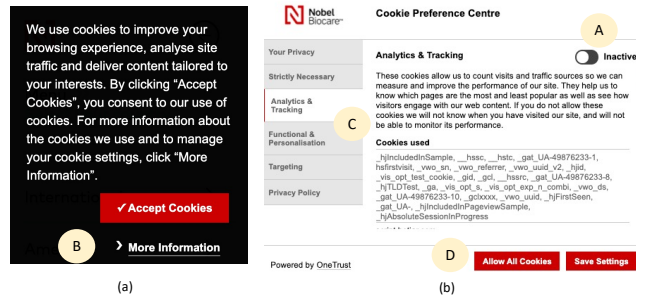 We use cookies to improve your
browsing experience, analyse site
traffic and deliver content tailored to
your interests. By clicking “Accept
Cookies”, you consent to our use of
cookies. For more information about
the cookies we use and to manage
your cookie settings, click “More
Information”.
✓Accept Cookies
B
> More Information
(a)
Nobel
Biocare™
Cookie Preference Centre
A
Your Privacy
Strictly Necessary
Analytics &
Tracking
Functional &
Personalisation
Targeting
Privacy Policy
C
Analytics & Tracking
Inactive
These cookies allow us to count visits and traffic sources so we can
measure and improve the performance of our site. They help us to
know which pages are the most and least popular as well as see how
visitors engage with our web content. If you do not allow these
cookies we will not know when you have visited our site, and will not
be able to monitor its performance.
Cookies used
_hjIncludedInSample, __hssc, __hstc, _gat_UA-49876233-1,
hsfirstvisit, _vwo_sn, _vwo_referrer, _vwo_uuid_v2, _hjid,
_vis_opt_test_cookie, _gid, _gcl, __hssrc, _gat_UA-49876233-8,
_hjTLDTest, _ga, _vis_opt_s, _vis_opt_exp_n_combi, _vwo_ds,
_gat_UA-49876233-10, _gclxxxx, _vwo_uuid, _hjFirstSeen,
_gat_UA-, _hjIncludedInPageviewSample,
_hjAbsoluteSessionInProgress
D
Powered by OneTrust
Allow All Cookies
Save Settings
(b)